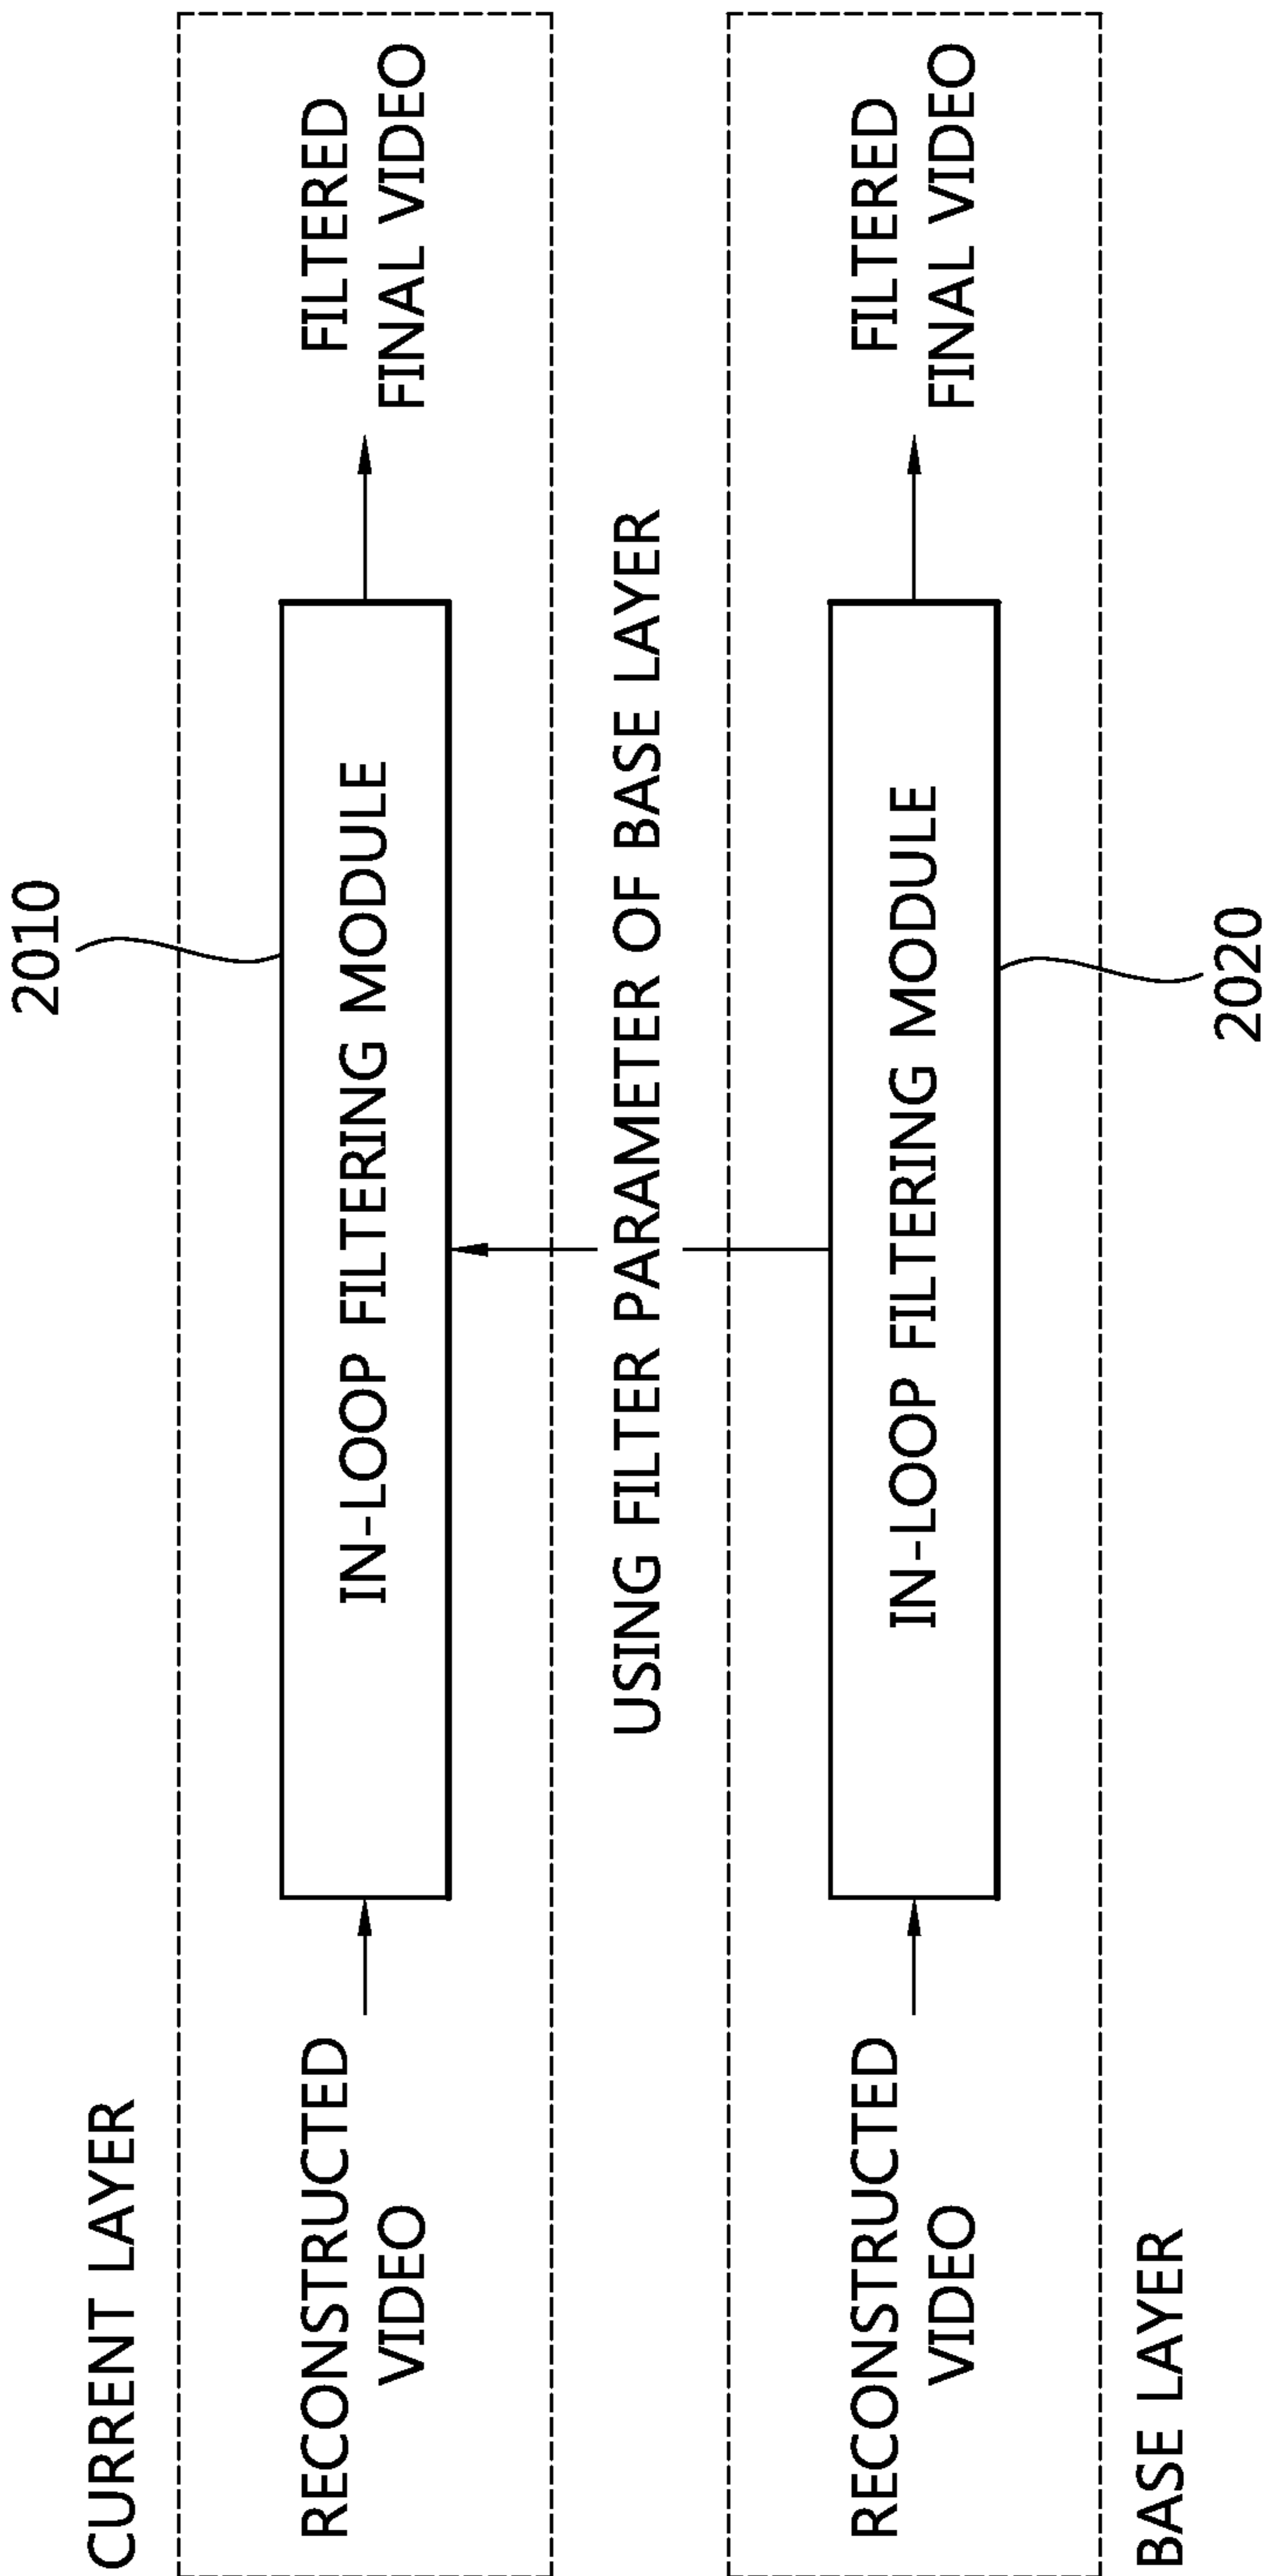 CURRENT LAYER
2010
RECONSTRUCTED
VIDEO
IN-LOOP FILTERING MODULE
FILTERED
FINAL VIDEO
USING FILTER PARAMETER OF BASE LAYER
RECONSTRUCTED
VIDEO
IN-LOOP FILTERING MODULE
FILTERED
FINAL VIDEO
BASE LAYER
2020